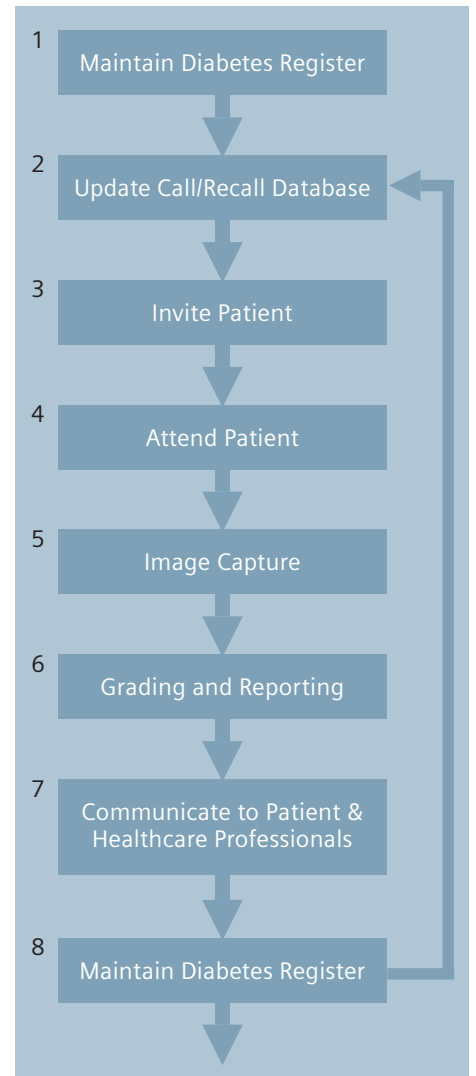 1
Maintain Diabetes Register
2
Update Call/Recall Database
3
Invite Patient
4
Attend Patient
5
Image Capture
6
Grading and Reporting
7
Communicate to Patient &
Healthcare Professionals
8
Maintain Diabetes Register